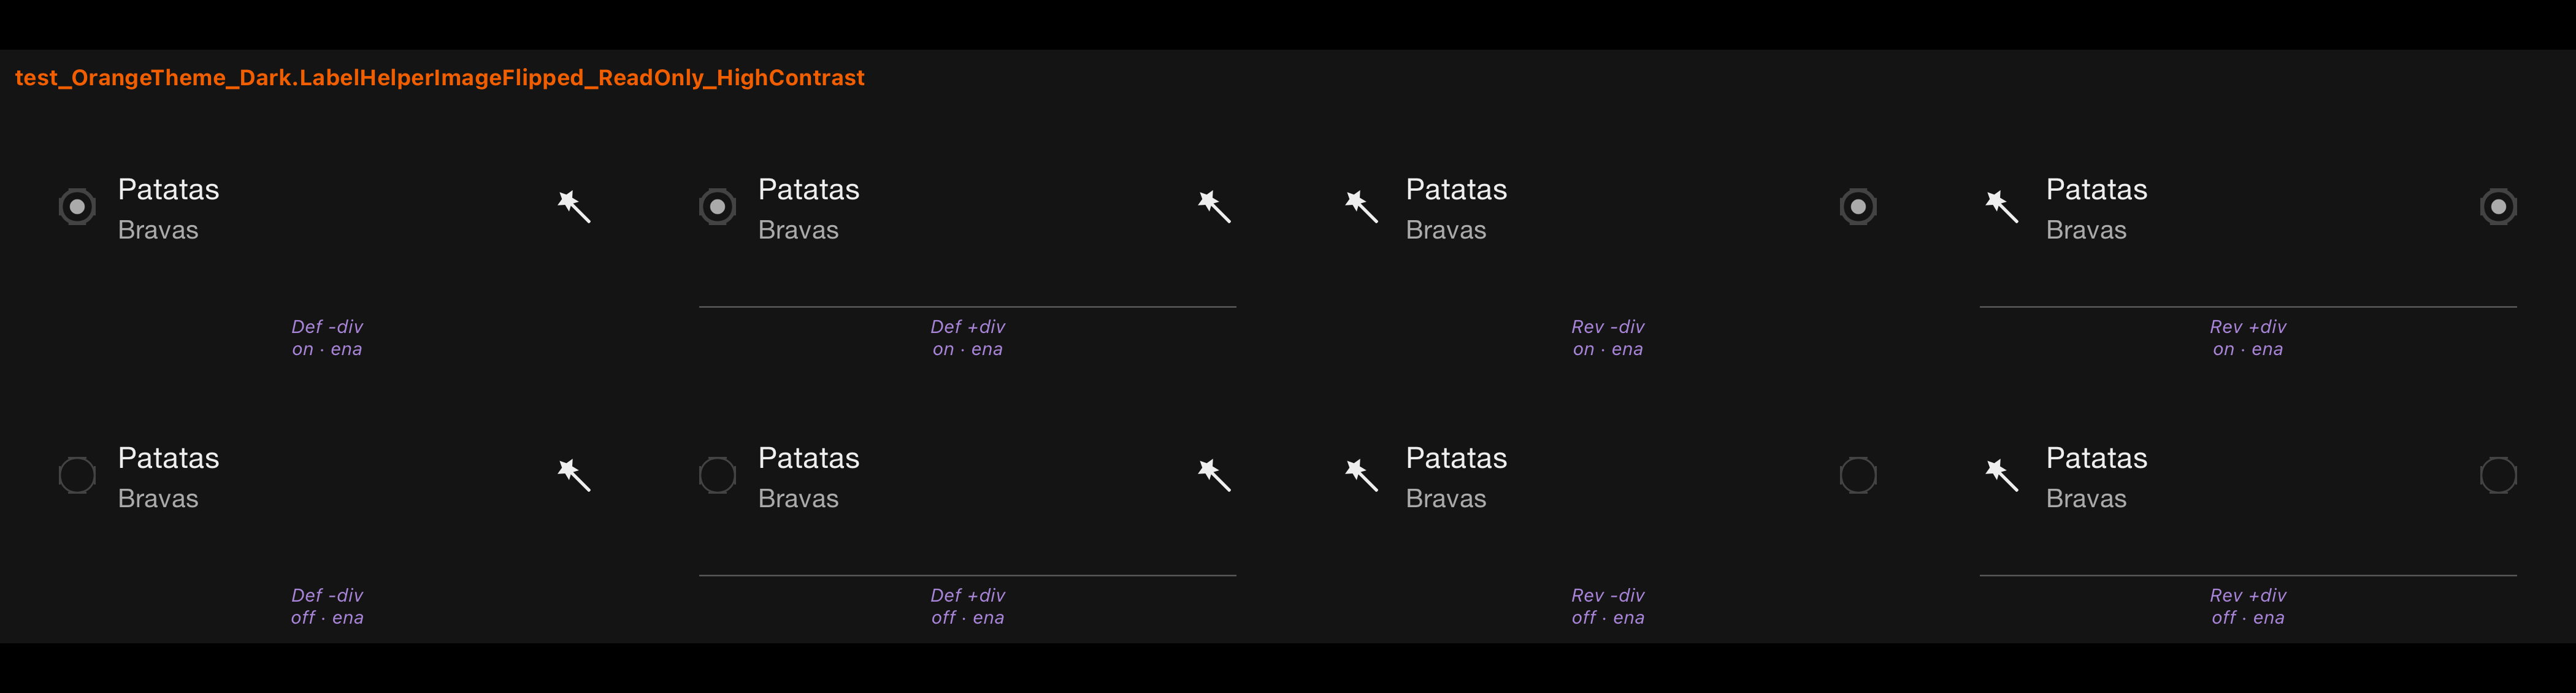 test_OrangeTheme_Dark.LabelHelperImageFlipped_ReadOnly_HighContrast
Patatas
Bravas
Def -div
on · ena
Patatas
Bravas
Def +div
on · ena
Patatas
Bravas
Rev -div
on · ena
Patatas
Bravas
Rev +div
on · ena
Patatas
Bravas
Def -div
off · ena
Patatas
Bravas
Def +div
off · ena
Patatas
Bravas
Rev -div
off · ena
Patatas
Bravas
Rev +div
off · ena